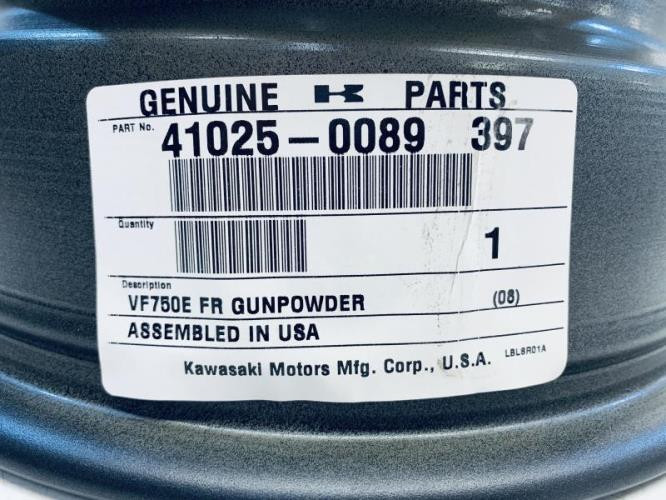 GENUINE K PARTS
PART No. 41025-0089 397
Quantity 1
Description
VF750E FR GUNPOWDER (08)
ASSEMBLED IN USA
Kawasaki Motors Mfg. Corp., U.S.A. LBL8R01A